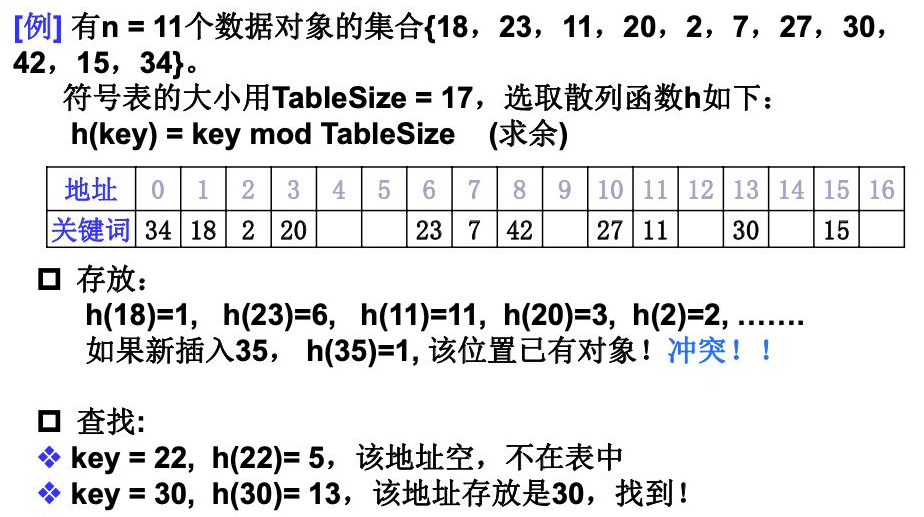 [例] 有n = 11个数据对象的集合{18，23，11，20，2，7，27，30，
42，15，34}。
符号表的大小用TableSize = 17，选取散列函数h如下：
h(key) = key mod TableSize (求余)
地址 0 1 2 3 4 5 6 7 8 9 10 11 12 13 14 15 16
关键词 34 18 2 20 23 7 42 27 11 30 15
存放：
h(18)=1, h(23)=6, h(11)=11, h(20)=3, h(2)=2, …….
如果新插入35， h(35)=1, 该位置已有对象！冲突！！
查找:
key = 22, h(22)= 5，该地址空，不在表中
key = 30, h(30)= 13，该地址存放是30，找到！